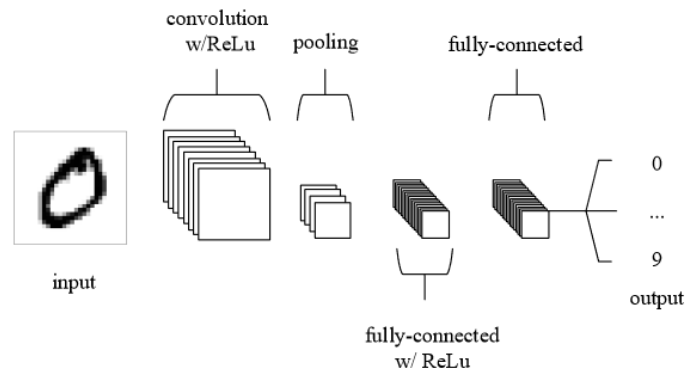 convolution
w/ReLu
pooling
fully-connected
input
fully-connected
w/ ReLu
0
...
9
output